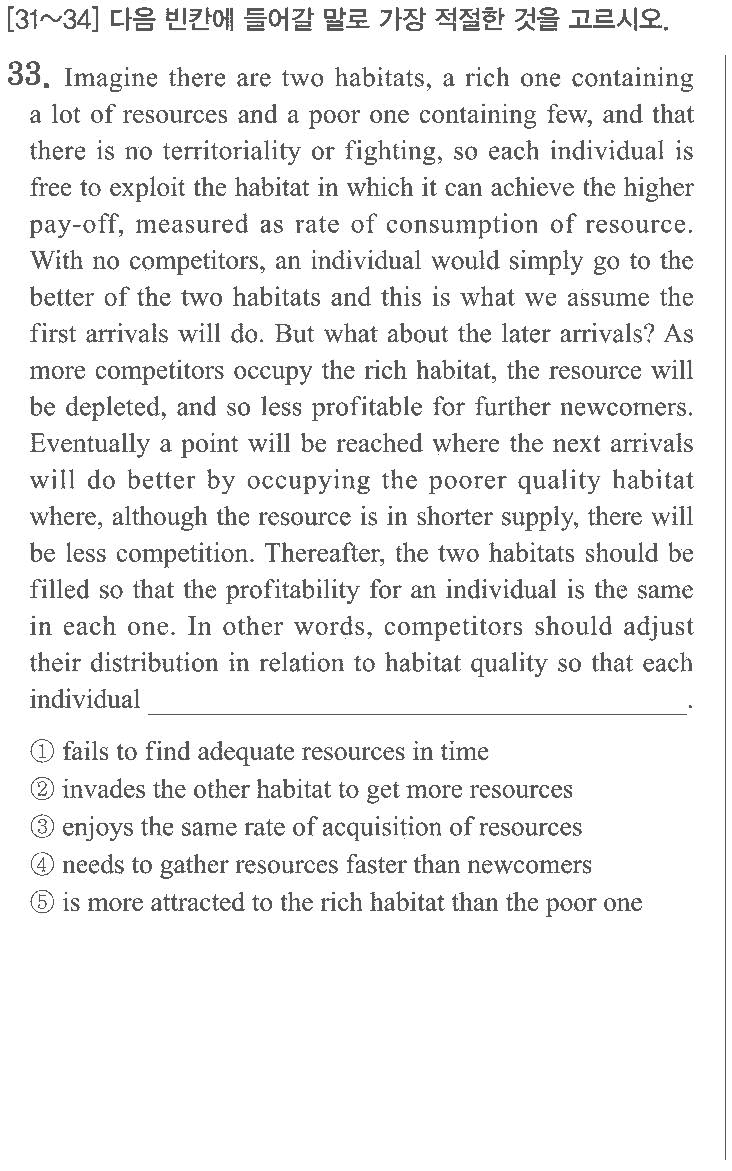 [31~34] 다음 빈칸에 들어갈 말로 가장 적절한 것을 고르시오.
33. Imagine there are two habitats, a rich one containing
a lot of resources and a poor one containing few, and that
there is no territoriality or fighting, so each individual is
free to exploit the habitat in which it can achieve the higher
pay-off, measured as rate of consumption of resource.
With no competitors, an individual would simply go to the
better of the two habitats and this is what we assume the
first arrivals will do. But what about the later arrivals? As
more competitors occupy the rich habitat, the resource will
be depleted, and so less profitable for further newcomers.
Eventually a point will be reached where the next arrivals
will do better by occupying the poorer quality habitat
where, although the resource is in shorter supply, there will
be less competition. Thereafter, the two habitats should be
filled so that the profitability for an individual is the same
in each one. In other words, competitors should adjust
their distribution in relation to habitat quality so that each
individual ____________________.
① fails to find adequate resources in time
② invades the other habitat to get more resources
③ enjoys the same rate of acquisition of resources
④ needs to gather resources faster than newcomers
⑤ is more attracted to the rich habitat than the poor one